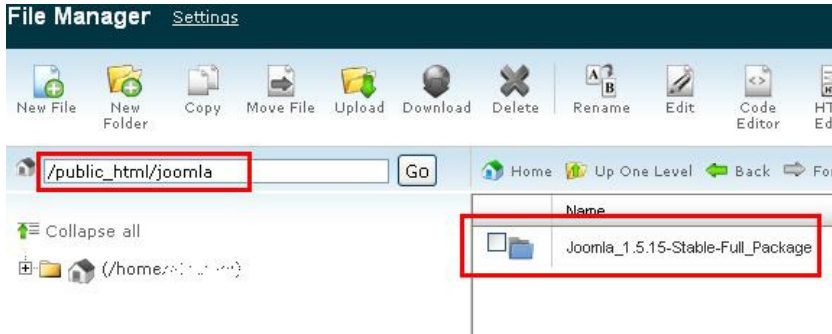 File Manager Settings
New File New Folder Copy Move File Upload Download Delete Rename Edit Code Editor
/public_html/joomla Go Home Up One Level Back
Name
Collapse all
Joomla_1.5.15-Stable-Full_Package
(/home